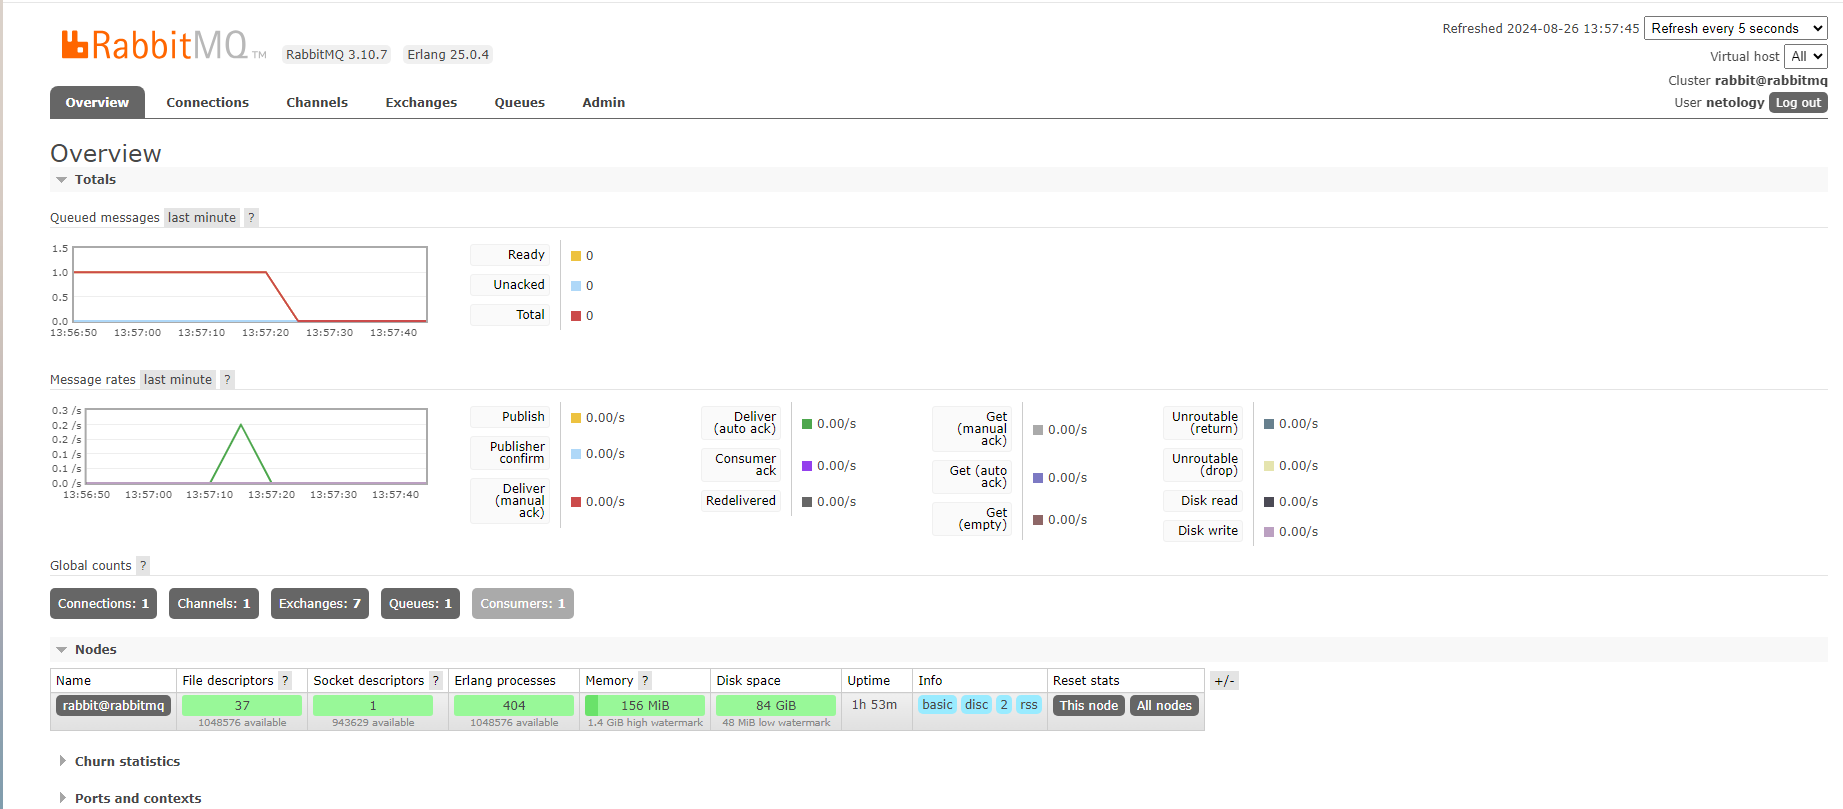 RabbitMQ TM RabbitMQ 3.10.7 Erlang 25.0.4
Refreshed 2024-08-26 13:57:45 Refresh every 5 seconds
Virtual host All
Cluster rabbit@rabbitmq
User netology Log out
Overview Connections Channels Exchanges Queues Admin
Overview
Totals
Queued messages last minute ?
1.5
1.0
0.5
0.0
13:56:50 13:57:00 13:57:10 13:57:20 13:57:30 13:57:40
Ready 0
Unacked 0
Total 0
Message rates last minute ?
0.3 /s
0.2 /s
0.2 /s
0.1 /s
0.1 /s
0.0 /s
13:56:50 13:57:00 13:57:10 13:57:20 13:57:30 13:57:40
Publish 0.00/s
Publisher
confirm 0.00/s
Deliver
(manual
ack) 0.00/s
Deliver
(auto ack) 0.00/s
Consumer
ack 0.00/s
Redelivered 0.00/s
Get
(manual
ack) 0.00/s
Get (auto
ack) 0.00/s
Get
(empty) 0.00/s
Unroutable
(return) 0.00/s
Unroutable
(drop) 0.00/s
Disk read 0.00/s
Disk write 0.00/s
Global counts ?
Connections: 1 Channels: 1 Exchanges: 7 Queues: 1 Consumers: 1
Nodes
Name File descriptors ? Socket descriptors ? Erlang processes Memory ? Disk space Uptime Info Reset stats +/-
rabbit@rabbitmq 37 1 404 156 MiB 84 GiB 1h 53m basic disc 2 rss This node All nodes
1048576 available 943629 available 1048576 available 1.4 GiB high watermark 48 MiB low watermark
Churn statistics
Ports and contexts